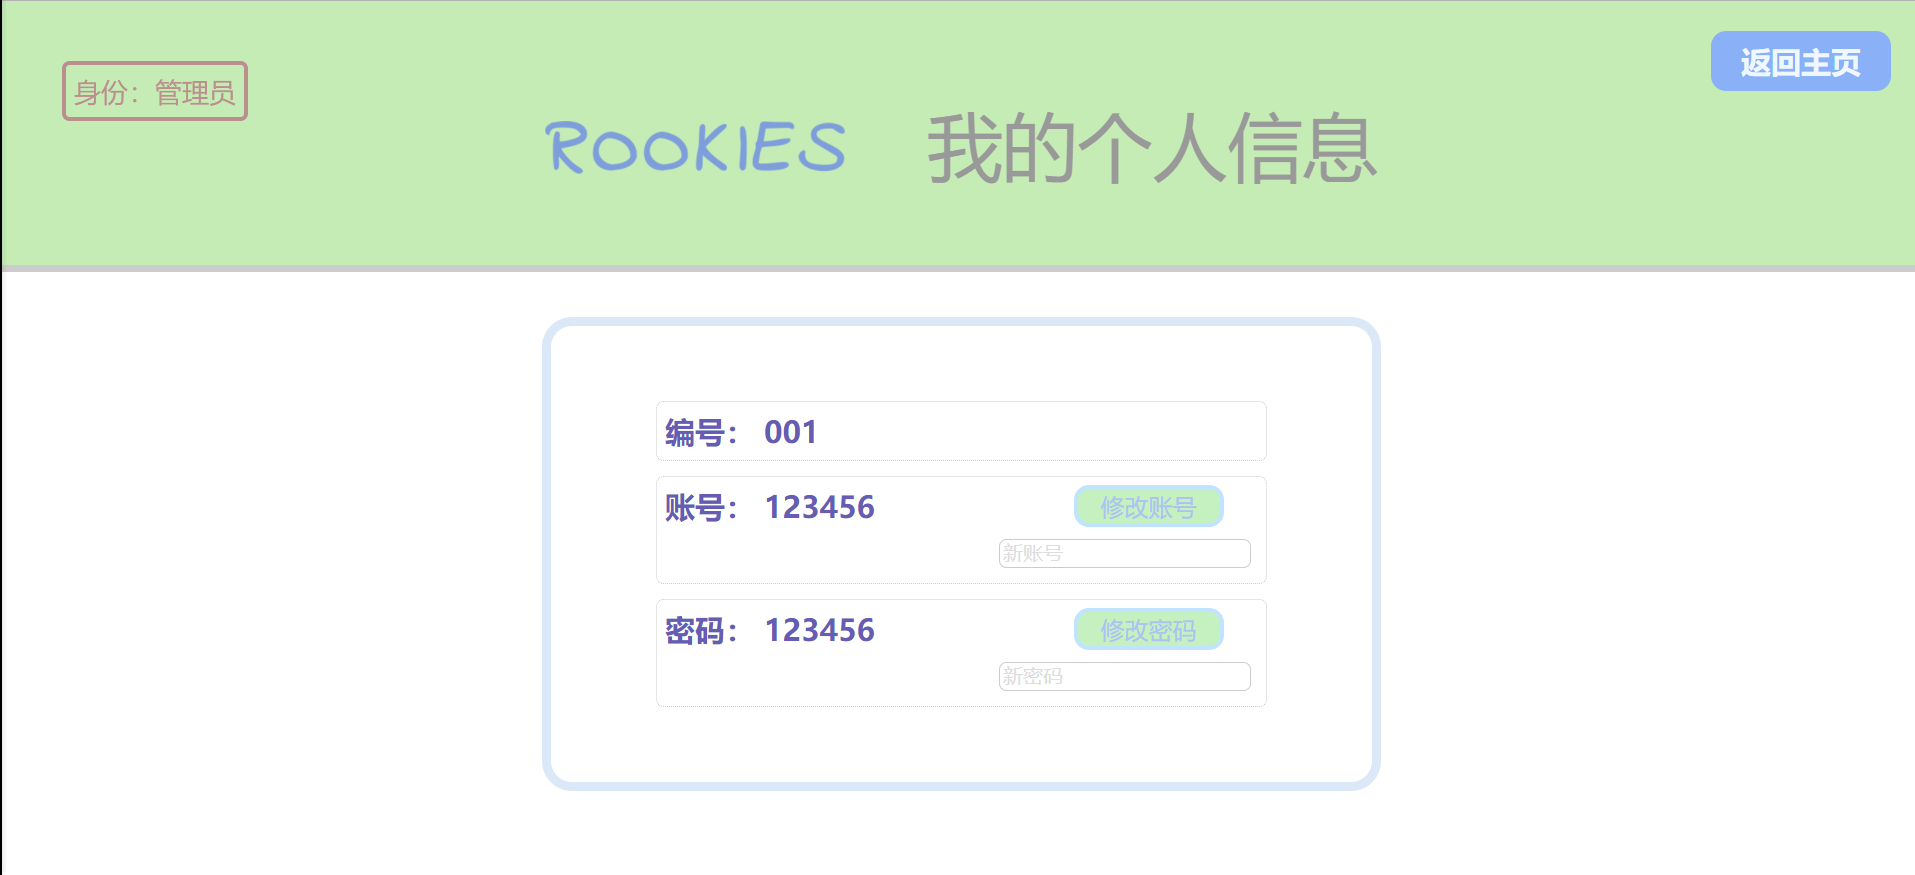 返回主页
身份：管理员
ROOKIES 我的个人信息
编号： 001
账号： 123456 修改账号
新账号
密码： 123456 修改密码
新密码